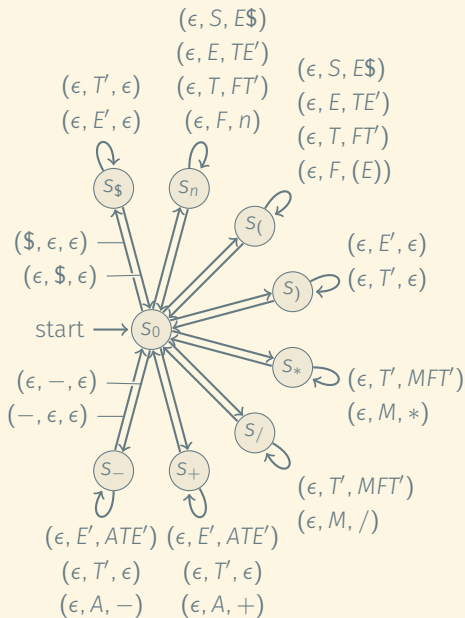 (ϵ, S, E$)
(ϵ, E, TE′)
(ϵ, T, FT′)
(ϵ, F, n)
(ϵ, T′, ϵ)
(ϵ, E′, ϵ)
(ϵ, S, E$)
(ϵ, E, TE′)
(ϵ, T, FT′)
(ϵ, F, (E))
s$
sn
s(
($, ϵ, ϵ)
(ϵ, $, ϵ)
(ϵ, E′, ϵ)
(ϵ, T′, ϵ)
s)
start
s0
s*
(ϵ, −, ϵ)
(−, ϵ, ϵ)
(ϵ, T′, MFT′)
(ϵ, M, ∗)
s/
s−
s+
(ϵ, T′, MFT′)
(ϵ, M, /)
(ϵ, E′, ATE′)
(ϵ, T′, ϵ)
(ϵ, A, −)
(ϵ, E′, ATE′)
(ϵ, T′, ϵ)
(ϵ, A, +)